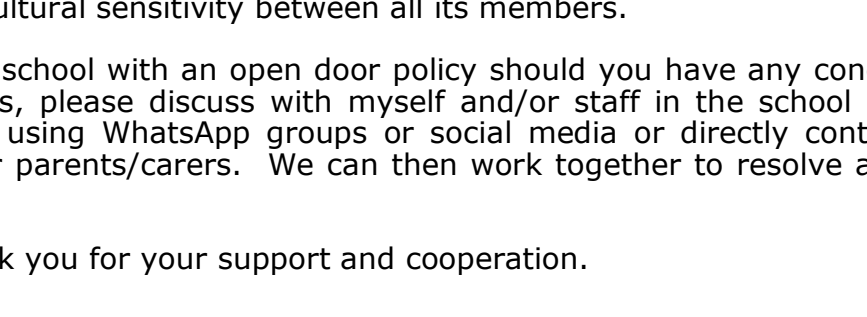 ultural sensitivity between all its members.
school with an open door policy should you have any con
s, please discuss with myself and/or staff in the school
using WhatsApp groups or social media or directly cont
r parents/carers. We can then work together to resolve a
k you for your support and cooperation.